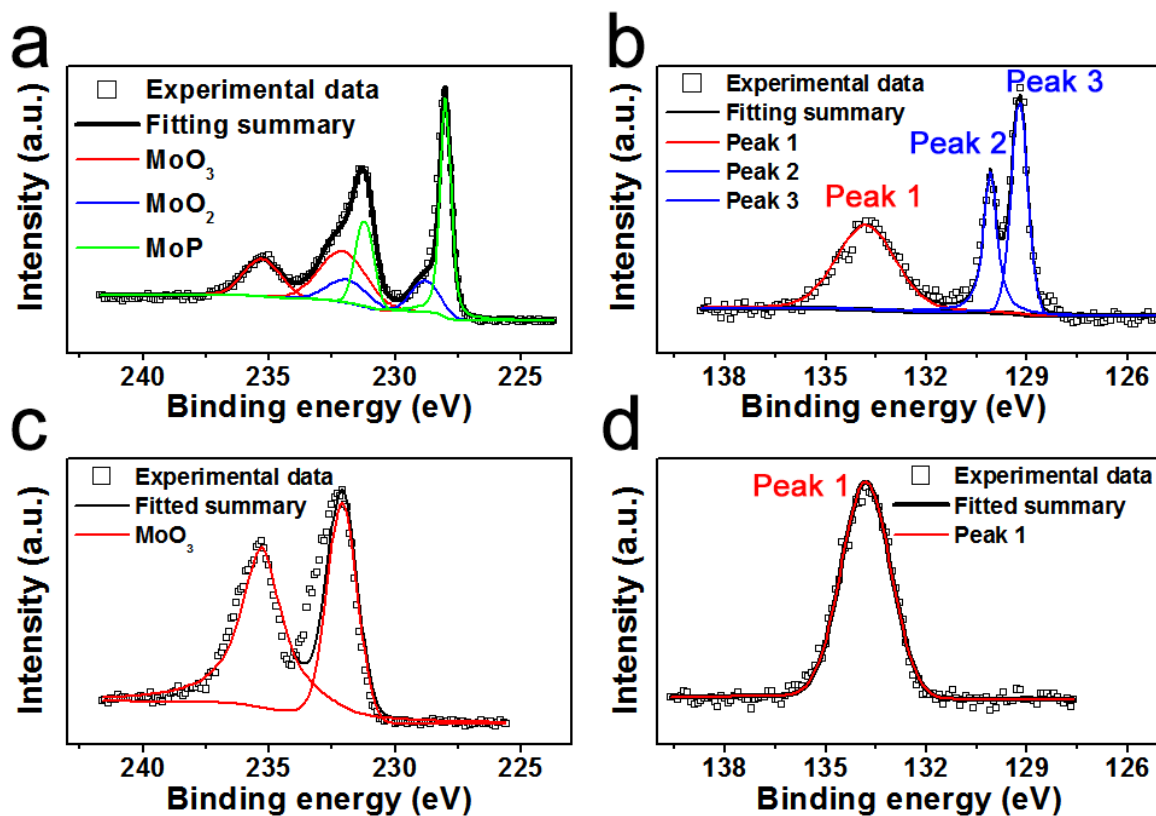 a
Intensity (a.u.)
Experimental data
Fitting summary
MoO3
MoO2
MoP
240
235
230
225
Binding energy (eV)
b
Intensity (a.u.)
Experimental data
Fitting summary
Peak 1
Peak 2
Peak 3
Peak 1
Peak 2
Peak 3
138
135
132
129
126
Binding energy (eV)
c
Intensity (a.u.)
Experimental data
Fitted summary
MoO3
240
235
230
225
Binding energy (eV)
d
Intensity (a.u.)
Peak 1
Experimental data
Fitted summary
Peak 1
138
135
132
129
126
Binding energy (eV)